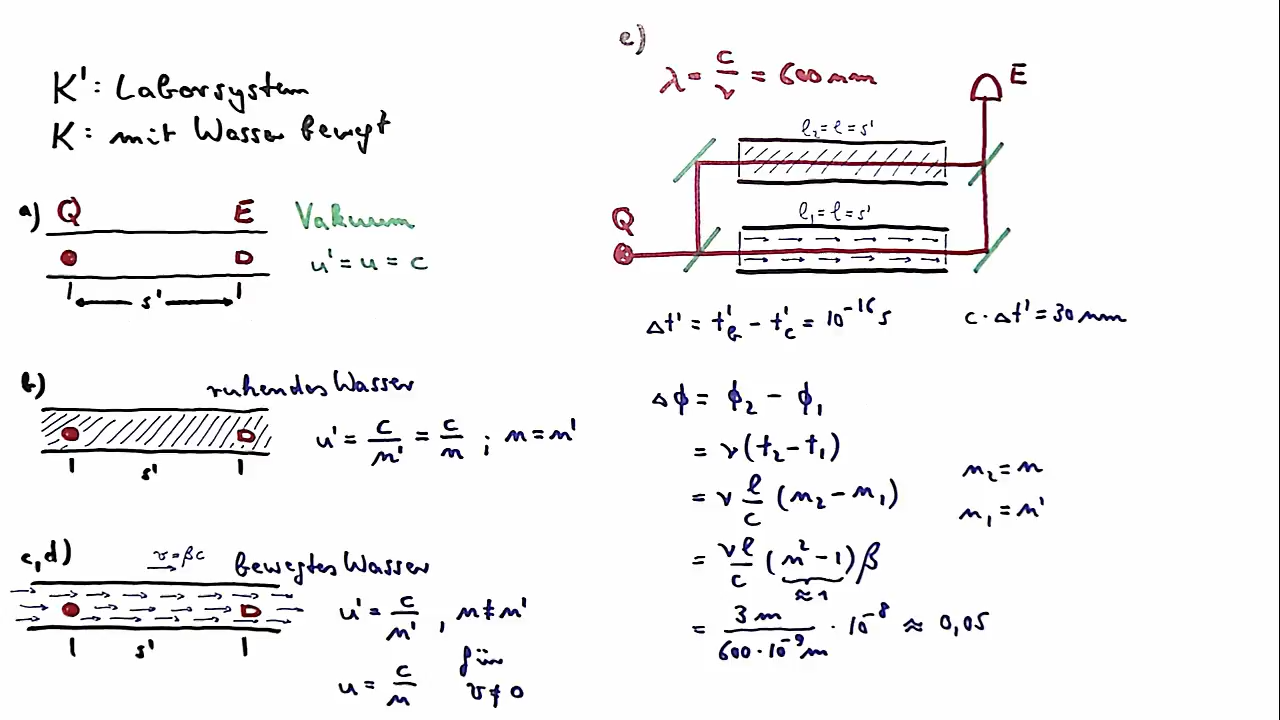 K': Laborsystem
K: mit Wasser bewegt
a) Q E Vakuum
u' = u = c
s'
b) ruhendes Wasser
u' = c/n' = c/n ; n = n'
s'
c,d) v = βc bewegtes Wasser
u' = c/n' , n ≠ n'
s'
u = c/n für v ≠ 0
e)
λ = c/ν = 600 nm
E
l₂ = l = s'
Q
l₁ = l = s'
Δt' = t'_b - t'_c = 10⁻¹⁶ s c · Δt' = 30 nm
Δϕ = ϕ₂ - ϕ₁
= ν(t₂ - t₁)
n₂ = n
= ν l/c (n₂ - n₁)
n₁ = n'
= νl/c (n² - 1) β
≈ 1
= 3 m / 600 · 10⁻⁹ m · 10⁻⁸ ≈ 0,05